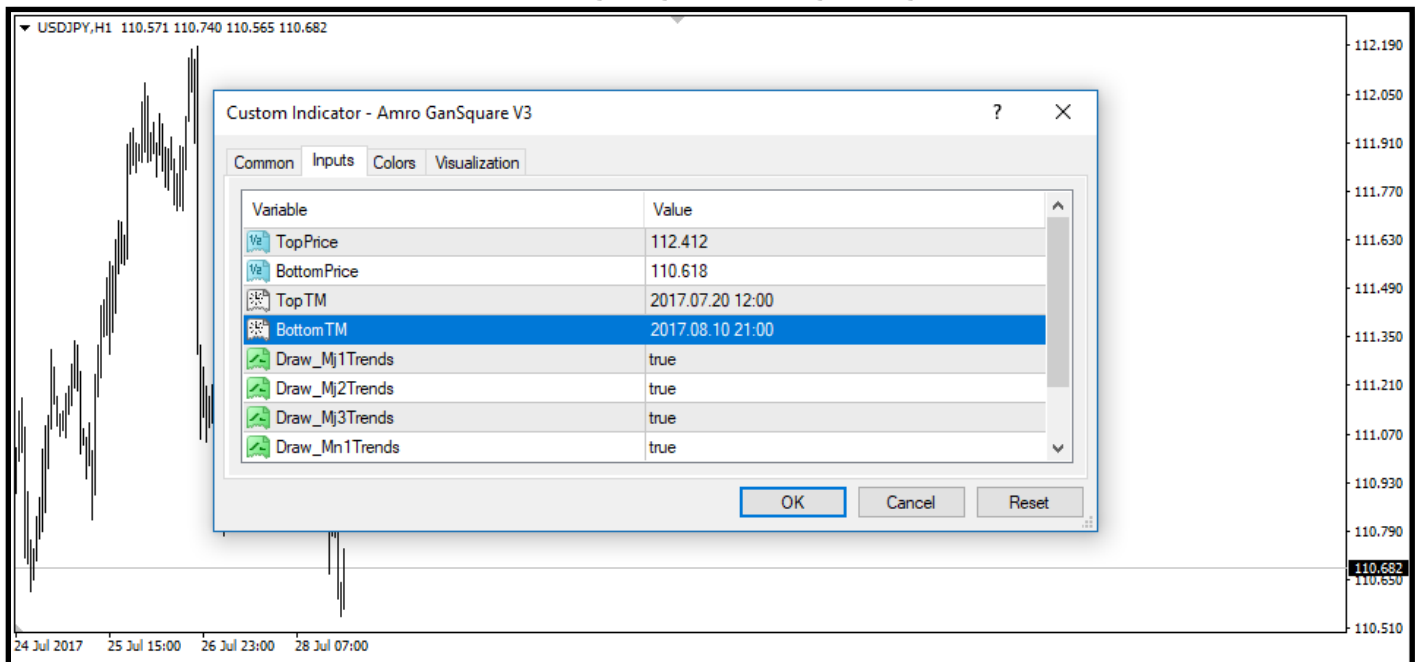 USDJPY,H1 110.571 110.740 110.565 110.682
Custom Indicator - Amro GanSquare V3 ?
Common Inputs Colors Visualization
Variable Value
TopPrice 112.412
BottomPrice 110.618
TopTM 2017.07.20 12:00
BottomTM 2017.08.10 21:00
Draw_Mj1Trends true
Draw_Mj2Trends true
Draw_Mj3Trends true
Draw_Mn1Trends true
OK Cancel Reset
112.190
112.050
111.910
111.770
111.630
111.490
111.350
111.210
111.070
110.930
110.790
110.682
110.650
110.510
24 Jul 2017 25 Jul 15:00 26 Jul 23:00 28 Jul 07:00